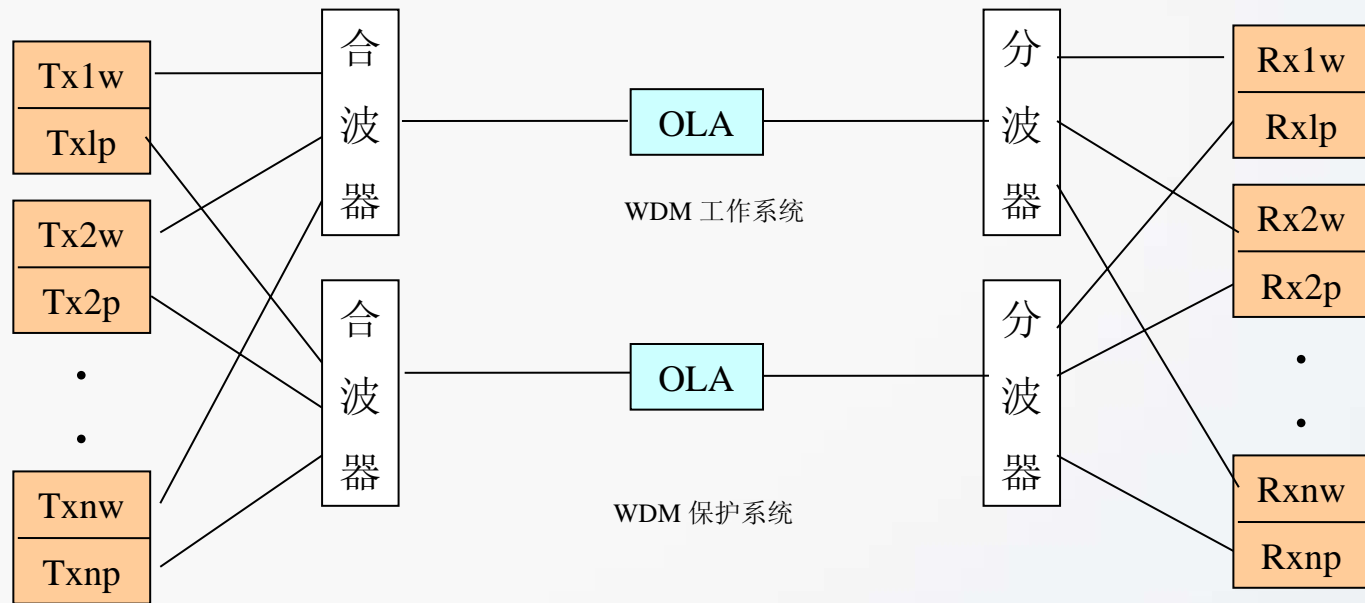 Tx1w
Txlp
Tx2w
Tx2p
Txnw
Txnp
合
波
器
合
波
器
OLA
WDM 工作系统
OLA
WDM 保护系统
分
波
器
分
波
器
Rx1w
Rxlp
Rx2w
Rx2p
Rxnw
Rxnp